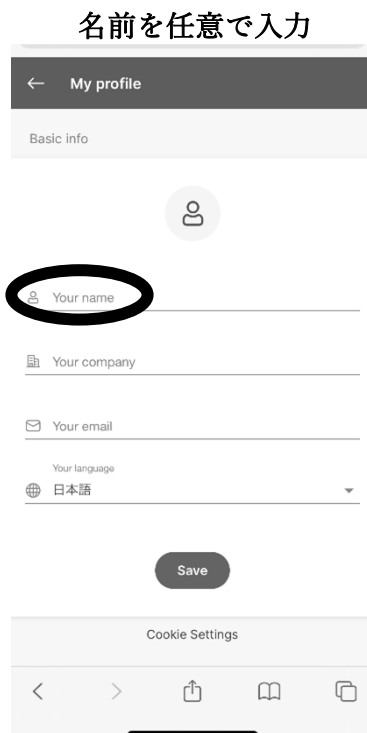 名前を任意で入力
My profile
Basic info
Your name
Your company
Your email
Your language
日本語
Save
Cookie Settings